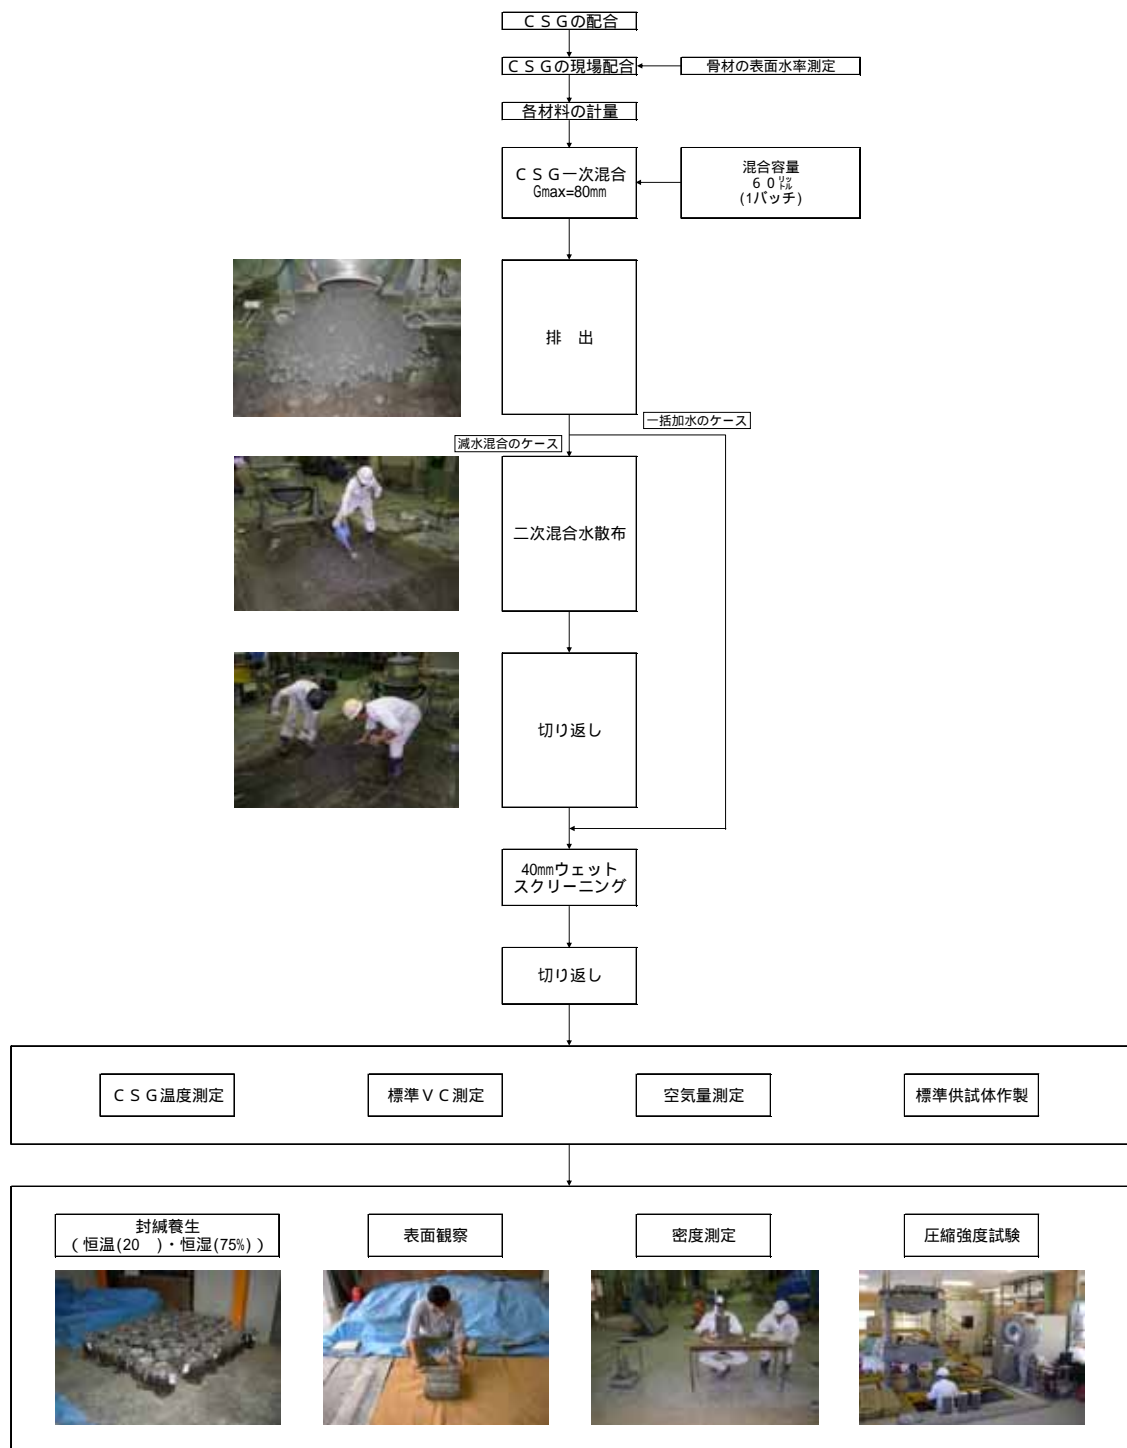 ＣＳＧの配合
ＣＳＧの現場配合
骨材の表面水率測定
各材料の計量
ＣＳＧ一次混合
Gmax=80mm
混合容量
６０㍑
(1バッチ)
排　出
一括加水のケース
減水混合のケース
二次混合水散布
切り返し
40mmウェット
スクリーニング
切り返し
ＣＳＧ温度測定
標準ＶＣ測定
空気量測定
標準供試体作製
封緘養生
（恒温(20　)・恒湿(75%)）
表面観察
密度測定
圧縮強度試験